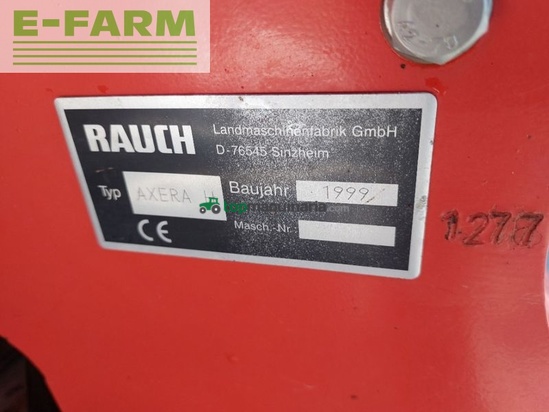 E-FARM
RAUCH
Landmaschinenfabrik GmbH
D-76545 Sinzheim
Typ AXERA H Baujahr 1999
Masch.-Nr.:
CE
1277